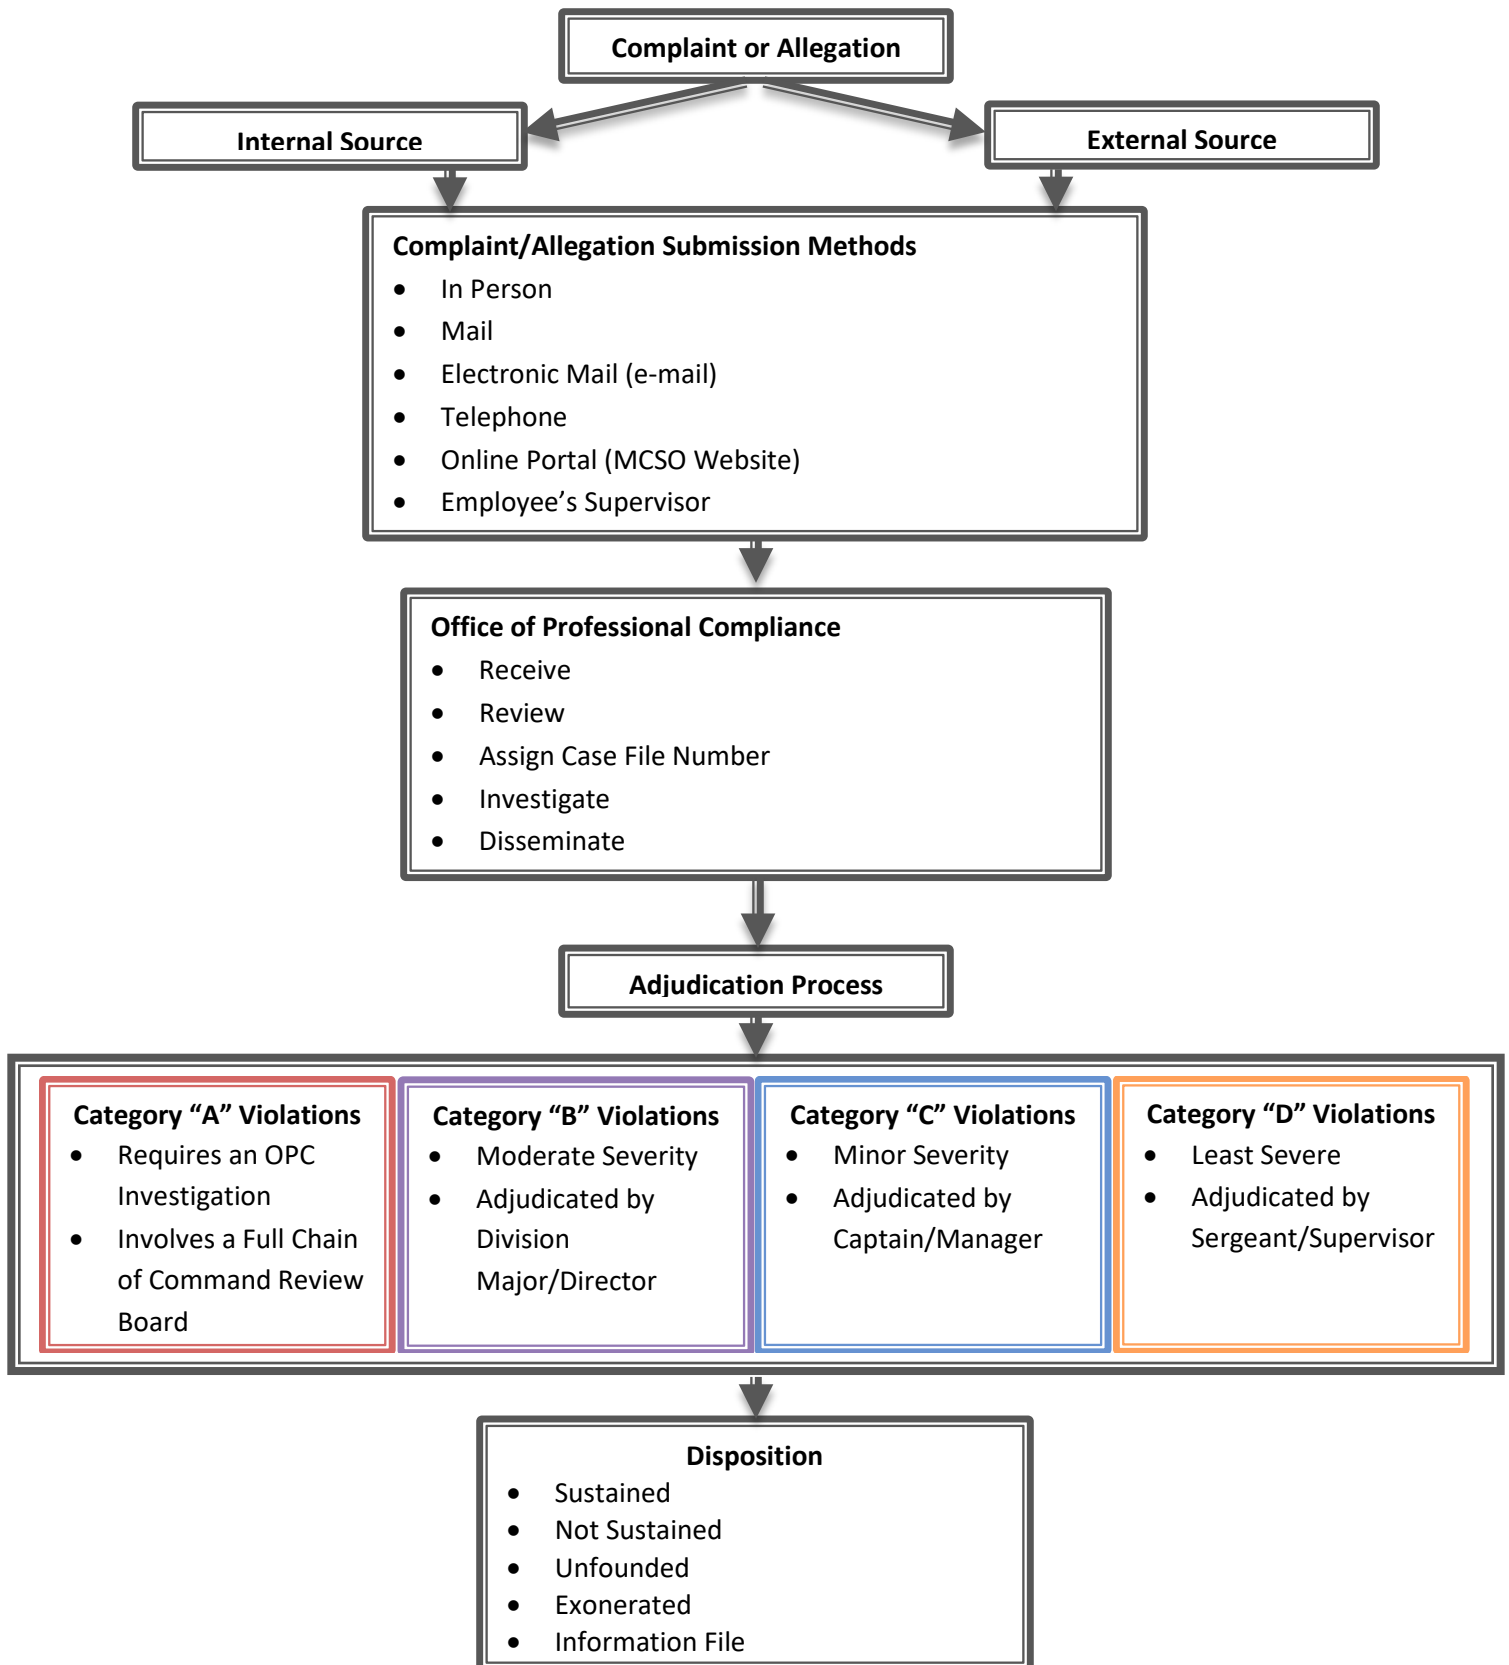 Complaint or Allegation
Internal Source
External Source
Complaint/Allegation Submission Methods
• In Person
• Mail
• Electronic Mail (e-mail)
• Telephone
• Online Portal (MCSO Website)
• Employee’s Supervisor
Office of Professional Compliance
• Receive
• Review
• Assign Case File Number
• Investigate
• Disseminate
Adjudication Process
Category “A” Violations
• Requires an OPC
Investigation
• Involves a Full Chain
of Command Review
Board
Category “B” Violations
• Moderate Severity
• Adjudicated by
Division
Major/Director
Category “C” Violations
• Minor Severity
• Adjudicated by
Captain/Manager
Category “D” Violations
• Least Severe
• Adjudicated by
Sergeant/Supervisor
Disposition
• Sustained
• Not Sustained
• Unfounded
• Exonerated
• Information File